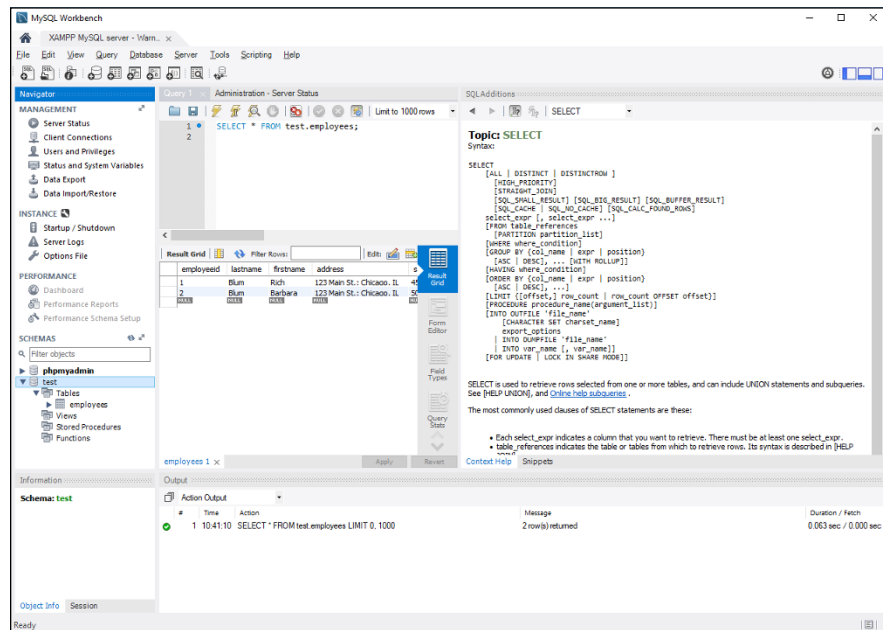 MySQL Workbench
XAMPP MySQL server - Warn.. x
File Edit View Query Database Server Tools Scripting Help
Navigator
MANAGEMENT
Server Status
Client Connections
Users and Privileges
Status and System Variables
Data Export
Data Import/Restore
INSTANCE
Startup / Shutdown
Server Logs
Options File
PERFORMANCE
Dashboard
Performance Reports
Performance Schema Setup
SCHEMAS
Filter objects
phpmyadmin
test
Tables
employees
Views
Stored Procedures
Functions
Information
Schema: test
Object Info Session
Query 1 x Administration - Server Status
Limit to 1000 rows
1 SELECT * FROM test.employees;
2
Result Grid Filter Rows: Edit:
employeeid lastname firstname address s
1 Blum Rich 123 Main St.; Chicago, IL 45
2 Blum Barbara 123 Main St.; Chicago, IL 50
NULL NULL NULL NULL
Result Grid
Form Editor
Field Types
Query Stats
employees 1 x Apply Revert
SQLAdditions
SELECT
Topic: SELECT
Syntax:
SELECT
[ALL | DISTINCT | DISTINCTROW ]
[HIGH_PRIORITY]
[STRAIGHT_JOIN]
[SQL_SMALL_RESULT] [SQL_BIG_RESULT] [SQL_BUFFER_RESULT]
[SQL_CACHE | SQL_NO_CACHE] [SQL_CALC_FOUND_ROWS]
select_expr [, select_expr ...]
[FROM table_references
[PARTITION partition_list]
[WHERE where_condition]
[GROUP BY {col_name | expr | position}
[ASC | DESC], ... [WITH ROLLUP]]
[HAVING where_condition]
[ORDER BY {col_name | expr | position}
[ASC | DESC], ...]
[LIMIT {[offset,] row_count | row_count OFFSET offset}]
[PROCEDURE procedure_name(argument_list)]
[INTO OUTFILE 'file_name'
[CHARACTER SET charset_name]
export_options
| INTO DUMPFILE 'file_name'
| INTO var_name [, var_name]]
[FOR UPDATE | LOCK IN SHARE MODE]]
SELECT is used to retrieve rows selected from one or more tables, and can include UNION statements and subqueries.
See [HELP UNION], and Online help subqueries .
The most commonly used clauses of SELECT statements are these:
• Each select_expr indicates a column that you want to retrieve. There must be at least one select_expr.
• table_references indicates the table or tables from which to retrieve rows. Its syntax is described in [HELP
Context Help Snippets
Output
Action Output
# Time Action Message Duration / Fetch
1 10:41:10 SELECT * FROM test.employees LIMIT 0, 1000 2 row(s) returned 0.063 sec / 0.000 sec
Ready